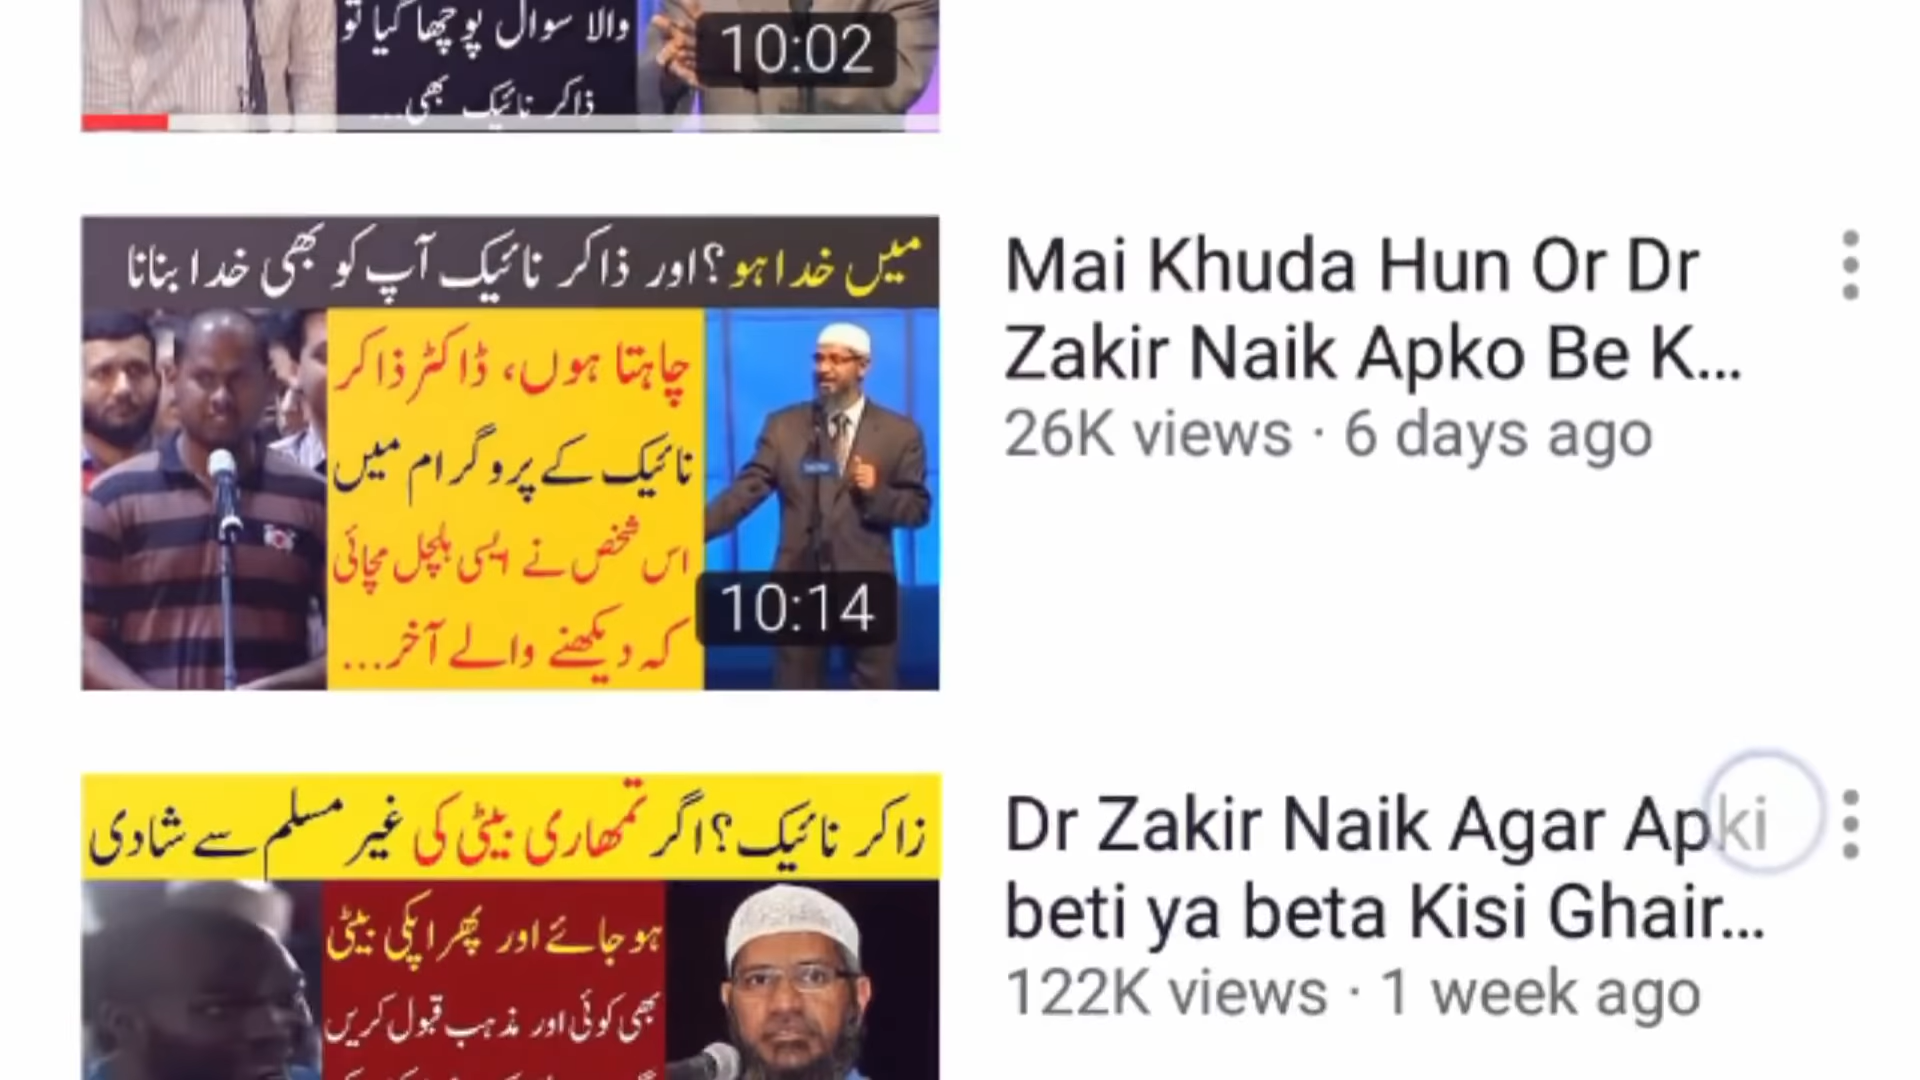 والا سوال پوچھا گیا تو
ذاکر نائیک بھی...
10:02
میں خدا ہو؟ اور ذاکر نائیک آپ کو بھی خدا بنانا
چاہتا ہوں، ڈاکٹر ذاکر
نائیک کے پروگرام میں
اس شخص نے ایسی ہلچل مچائی
کہ دیکھنے والے آخر...
10:14
Mai Khuda Hun Or Dr
Zakir Naik Apko Be K...
26K views · 6 days ago
زاکر نائیک؟ اگر تمھاری بیٹی کی غیر مسلم سے شادی
ہو جائے اور پھر اپکی بیٹی
بھی کوئی اور مذہب قبول کریں
Dr Zakir Naik Agar Apki
beti ya beta Kisi Ghair...
122K views · 1 week ago